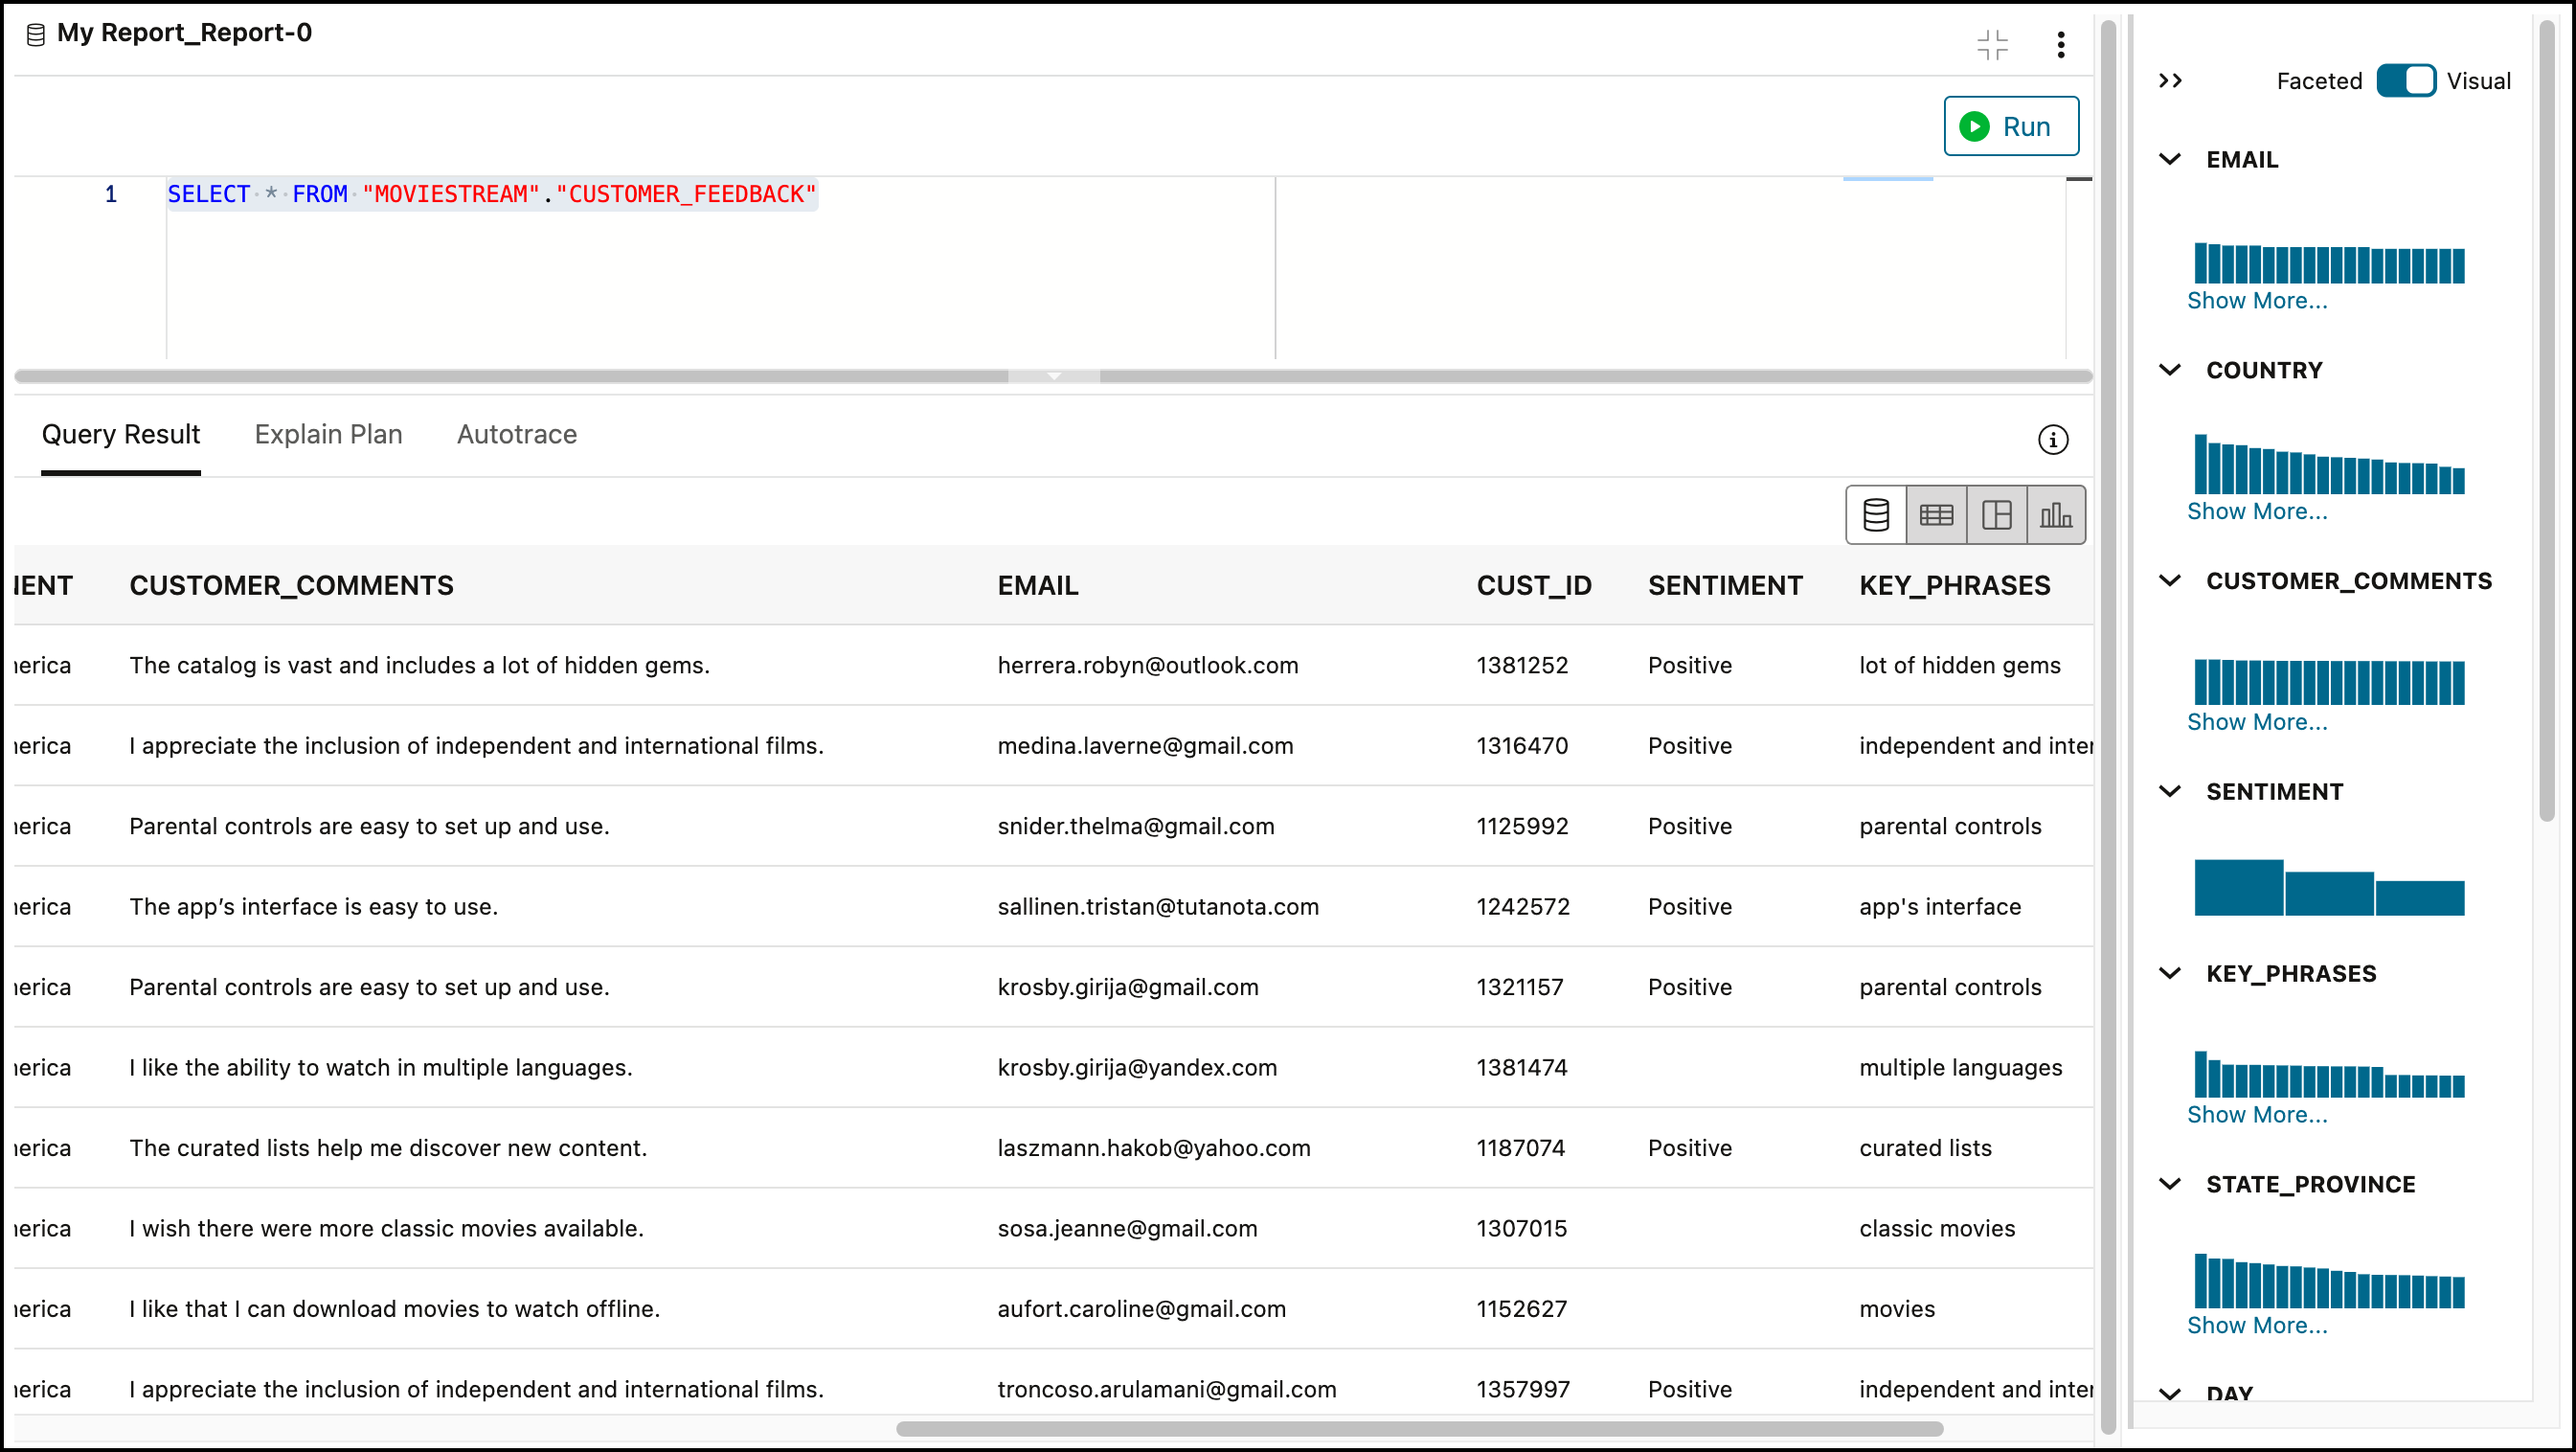 My Report_Report-0
Run
1 SELECT * FROM "MOVIESTREAM"."CUSTOMER_FEEDBACK"
Query Result Explain Plan Autotrace
IENT CUSTOMER_COMMENTS EMAIL CUST_ID SENTIMENT KEY_PHRASES
nerica The catalog is vast and includes a lot of hidden gems. herrera.robyn@outlook.com 1381252 Positive lot of hidden gems
nerica I appreciate the inclusion of independent and international films. medina.laverne@gmail.com 1316470 Positive independent and inter
nerica Parental controls are easy to set up and use. snider.thelma@gmail.com 1125992 Positive parental controls
nerica The app’s interface is easy to use. sallinen.tristan@tutanota.com 1242572 Positive app's interface
nerica Parental controls are easy to set up and use. krosby.girija@gmail.com 1321157 Positive parental controls
nerica I like the ability to watch in multiple languages. krosby.girija@yandex.com 1381474 multiple languages
nerica The curated lists help me discover new content. laszmann.hakob@yahoo.com 1187074 Positive curated lists
nerica I wish there were more classic movies available. sosa.jeanne@gmail.com 1307015 classic movies
nerica I like that I can download movies to watch offline. aufort.caroline@gmail.com 1152627 movies
nerica I appreciate the inclusion of independent and international films. troncoso.arulamani@gmail.com 1357997 Positive independent and inter
Faceted Visual
EMAIL
Show More...
COUNTRY
Show More...
CUSTOMER_COMMENTS
Show More...
SENTIMENT
KEY_PHRASES
Show More...
STATE_PROVINCE
Show More...
DAY